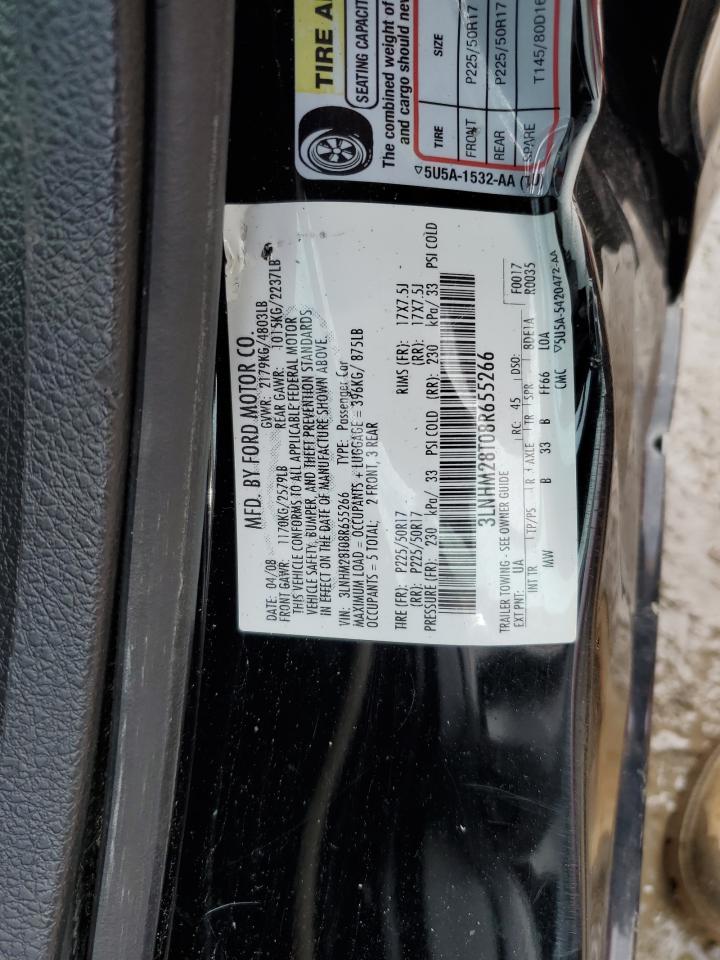 MFD. BY FORD MOTOR CO.
DATE: 04/08 GVWR: 2179KG/4803LB
FRONT GAWR: 1170KG/2579LB REAR GAWR: 1015KG/2237LB
THIS VEHICLE CONFORMS TO ALL APPLICABLE FEDERAL MOTOR
VEHICLE SAFETY, BUMPER, AND THEFT PREVENTION STANDARDS
IN EFFECT ON THE DATE OF MANUFACTURE SHOWN ABOVE.
VIN: 3LNHM28T08R655266 TYPE: Passenger Car
MAXIMUM LOAD = OCCUPANTS + LUGGAGE = 396KG/ 875LB
OCCUPANTS = 5 TOTAL; 2 FRONT, 3 REAR
TIRE (FR): P225/50R17 RIMS (FR): 17X7.5J
(RR): P225/50R17 (RR): 17X7.5J
PRESSURE (FR): 230 kPa/ 33 PSI COLD (RR): 230 kPa/ 33 PSI COLD
3LNHM28T08R655266
TRAILER TOWING - SEE OWNER GUIDE
EXT PNT: UA RC: 45 DSO: F0017
INT TR TP/PS R AXLE TR SPR 8DE1A R0035
MW B 33 B FF66 LOA
CMC 5U5A-5420472-AA
TIRE
SEATING CAPACITY
The combined weight of
and cargo should
TIRE SIZE
FRONT P225/50R17
REAR P225/50R17
SPARE T145/80D16
5U5A-1532-AA